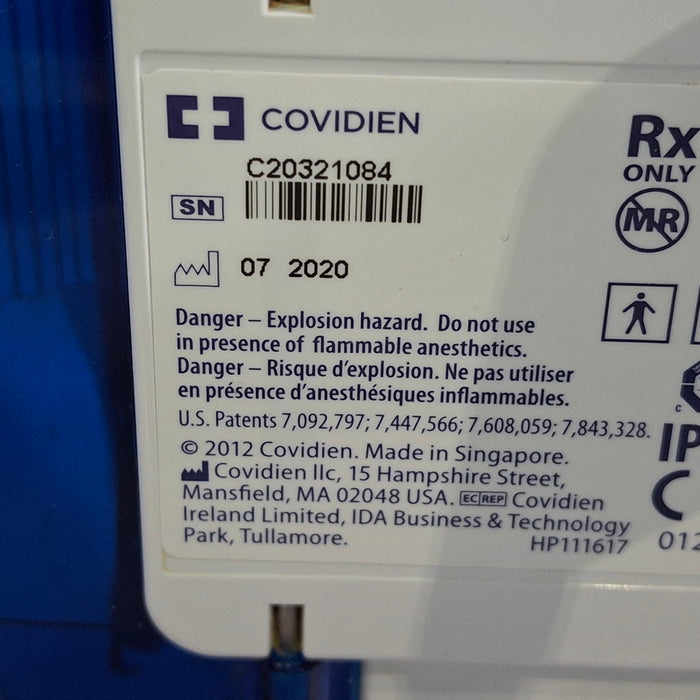 COVIDIEN
C20321084
SN
07 2020
Danger – Explosion hazard. Do not use
in presence of flammable anesthetics.
Danger – Risque d'explosion. Ne pas utiliser
en présence d'anesthésiques inflammables.
U.S. Patents 7,092,797; 7,447,566; 7,608,059; 7,843,328.
© 2012 Covidien. Made in Singapore.
Covidien llc, 15 Hampshire Street,
Mansfield, MA 02048 USA. EC REP Covidien
Ireland Limited, IDA Business & Technology
Park, Tullamore.
HP111617
Rx
ONLY
MR
C
IP
012